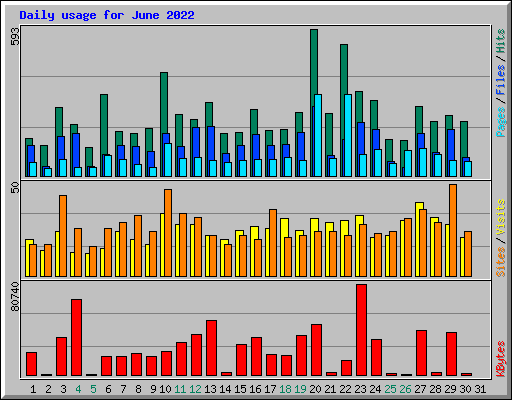 Daily usage for June 2022
593
Pages / Files / Hits
50
Sites / Visits
80740
KBytes
1 2 3 4 5 6 7 8 9 10 11 12 13 14 15 16 17 18 19 20 21 22 23 24 25 26 27 28 29 30 31